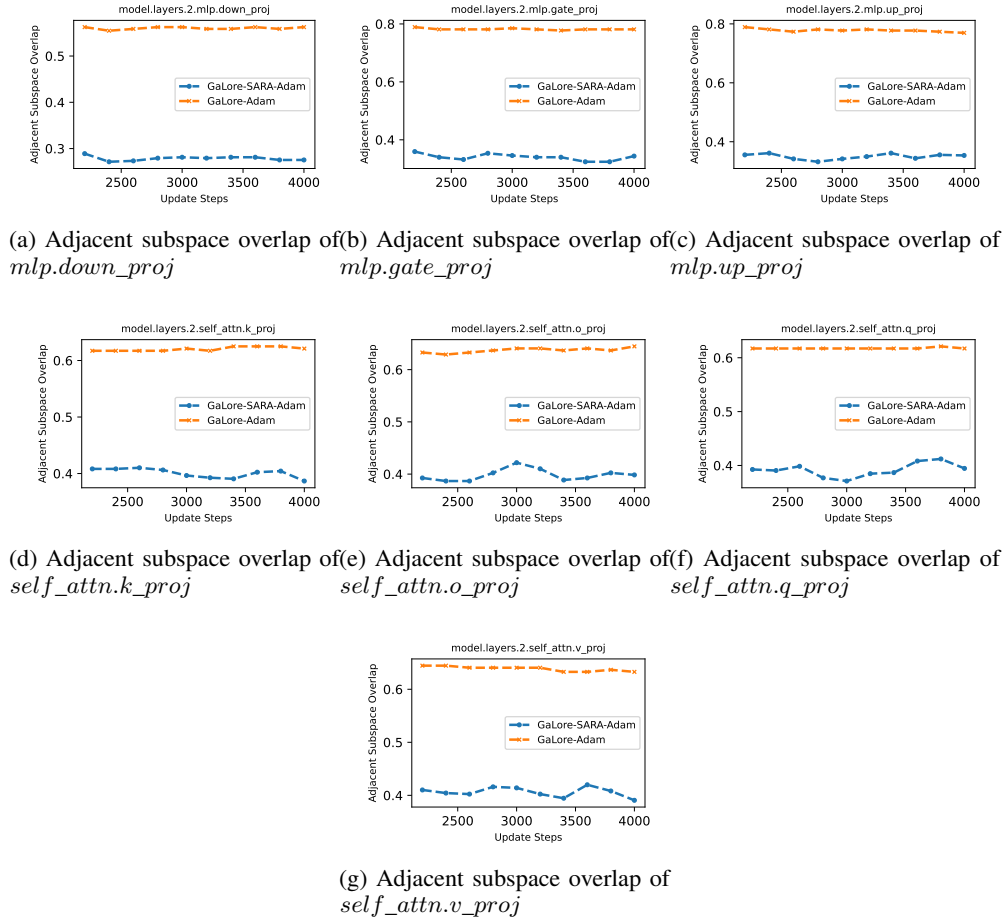 model.layers.2.mlp.down_proj
Adjacent Subspace Overlap
0.5
0.4
0.3
GaLore-SARA-Adam
GaLore-Adam
2500 3000 3500 4000
Update Steps
model.layers.2.mlp.gate_proj
Adjacent Subspace Overlap
0.8
0.6
0.4
GaLore-SARA-Adam
GaLore-Adam
2500 3000 3500 4000
Update Steps
model.layers.2.mlp.up_proj
Adjacent Subspace Overlap
0.8
0.6
0.4
GaLore-SARA-Adam
GaLore-Adam
2500 3000 3500 4000
Update Steps
(a) Adjacent subspace overlap of
mlp.down_proj
(b) Adjacent subspace overlap of
mlp.gate_proj
(c) Adjacent subspace overlap of
mlp.up_proj
model.layers.2.self_attn.k_proj
Adjacent Subspace Overlap
0.6
0.5
0.4
GaLore-SARA-Adam
GaLore-Adam
2500 3000 3500 4000
Update Steps
model.layers.2.self_attn.o_proj
Adjacent Subspace Overlap
0.6
0.5
0.4
GaLore-SARA-Adam
GaLore-Adam
2500 3000 3500 4000
Update Steps
model.layers.2.self_attn.q_proj
Adjacent Subspace Overlap
0.6
0.5
0.4
GaLore-SARA-Adam
GaLore-Adam
2500 3000 3500 4000
Update Steps
(d) Adjacent subspace overlap of
self_attn.k_proj
(e) Adjacent subspace overlap of
self_attn.o_proj
(f) Adjacent subspace overlap of
self_attn.q_proj
model.layers.2.self_attn.v_proj
Adjacent Subspace Overlap
0.6
0.5
0.4
GaLore-SARA-Adam
GaLore-Adam
2500 3000 3500 4000
Update Steps
(g) Adjacent subspace overlap of
self_attn.v_proj